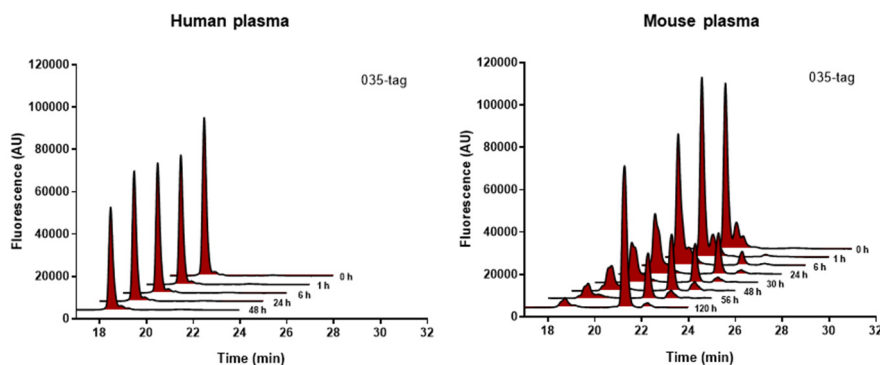 Human plasma
035-tag
Fluorescence (AU)
120000
100000
80000
60000
40000
20000
0
0 h
1 h
6 h
24 h
48 h
18 20 22 24 26 28 30 32
Time (min)
Mouse plasma
035-tag
Fluorescence (AU)
120000
100000
80000
60000
40000
20000
0
0 h
1 h
6 h
24 h
30 h
48 h
56 h
120 h
18 20 22 24 26 28 30 32
Time (min)